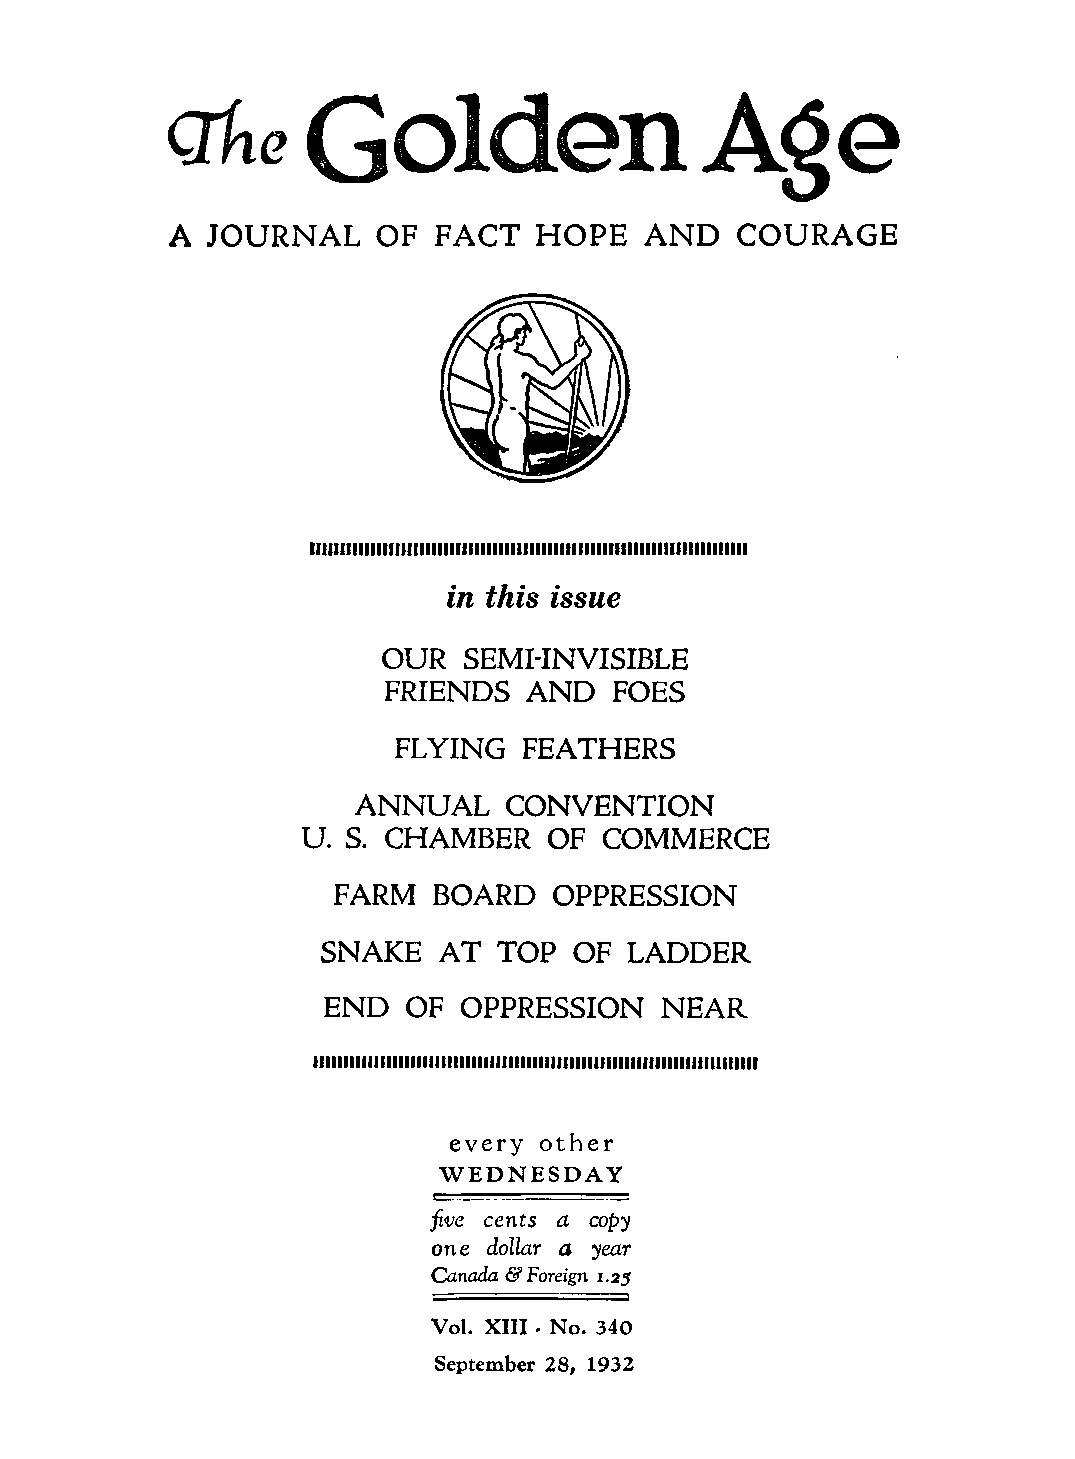 The Golden Age
A JOURNAL OF FACT HOPE AND COURAGE
in this issue
OUR SEMI-INVISIBLE
FRIENDS AND FOES
FLYING FEATHERS
ANNUAL CONVENTION
U. S. CHAMBER OF COMMERCE
FARM BOARD OPPRESSION
SNAKE AT TOP OF LADDER
END OF OPPRESSION NEAR
every other
WEDNESDAY
five cents a copy
one dollar a year
Canada & Foreign 1.25
Vol. XIII · No. 340
September 28, 1932